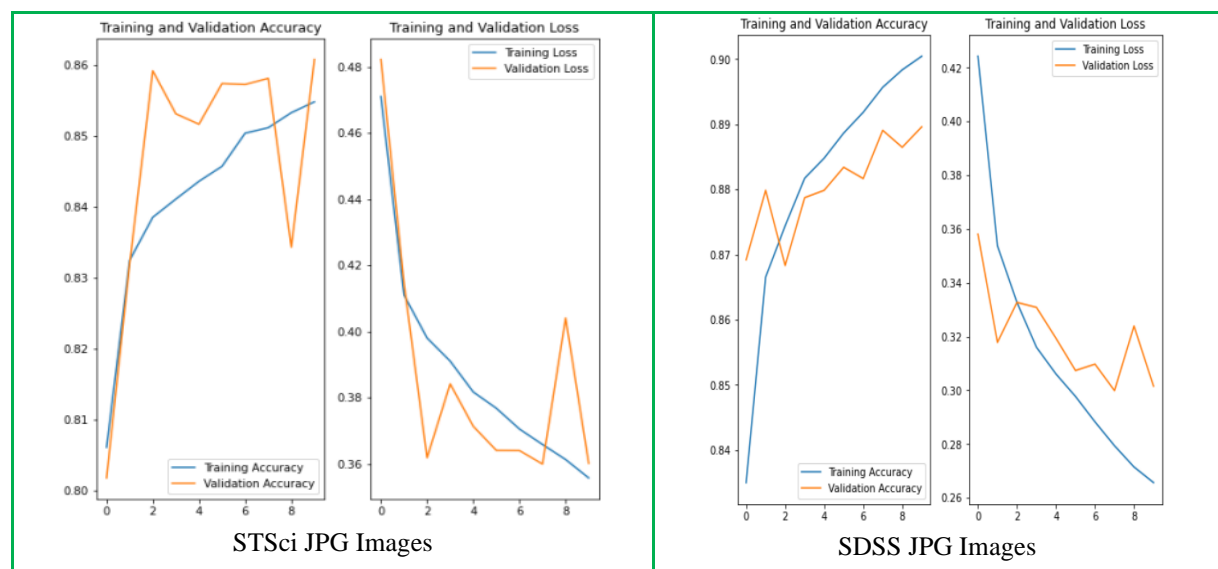 Training and Validation Accuracy
0.86
0.85
0.84
0.83
0.82
0.81
0.80
Training Accuracy
Validation Accuracy
0 2 4 6 8
Training and Validation Loss
Training Loss
Validation Loss
0.48
0.46
0.44
0.42
0.40
0.38
0.36
0 2 4 6 8
STSci JPG Images
Training and Validation Accuracy
0.90
0.89
0.88
0.87
0.86
0.85
0.84
Training Accuracy
Validation Accuracy
0 2 4 6 8
Training and Validation Loss
Training Loss
Validation Loss
0.42
0.40
0.38
0.36
0.34
0.32
0.30
0.28
0.26
0 2 4 6 8
SDSS JPG Images